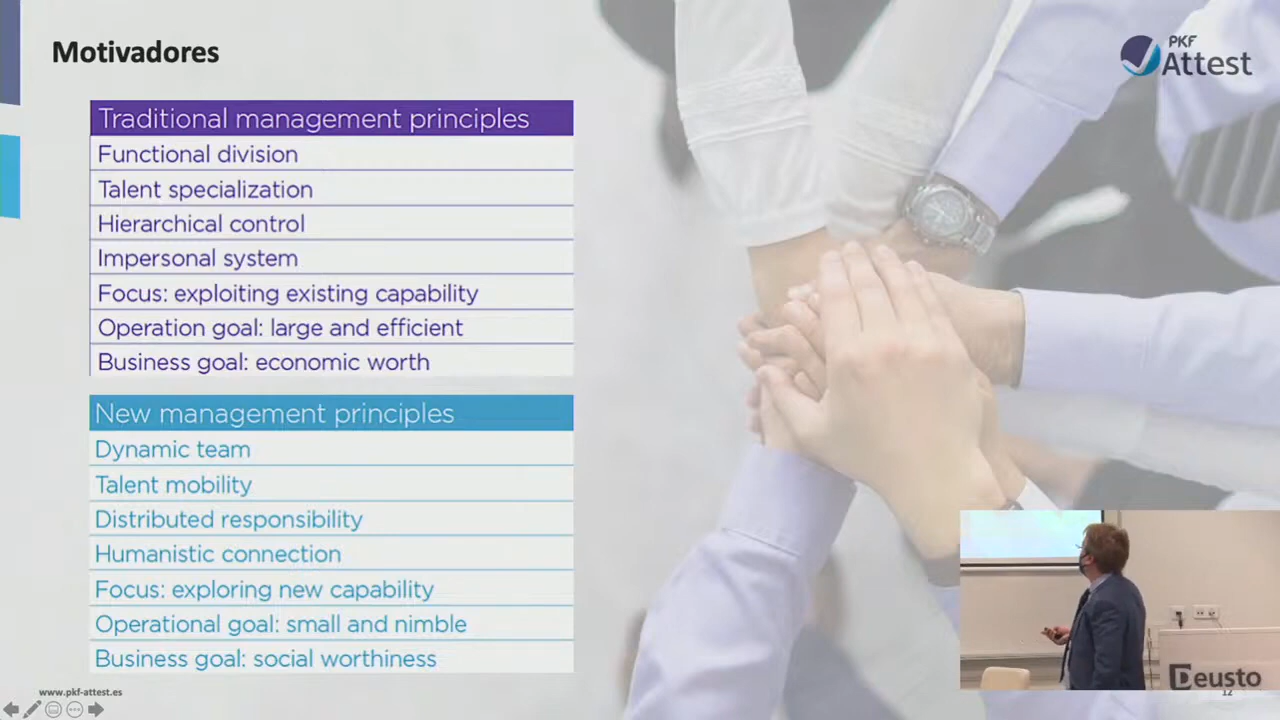 Motivadores
PKF
Attest
Traditional management principles
Functional division
Talent specialization
Hierarchical control
Impersonal system
Focus: exploiting existing capability
Operation goal: large and efficient
Business goal: economic worth
New management principles
Dynamic team
Talent mobility
Distributed responsibility
Humanistic connection
Focus: exploring new capability
Operational goal: small and nimble
Business goal: social worthiness
Deusto
www.pkf-attest.es
12